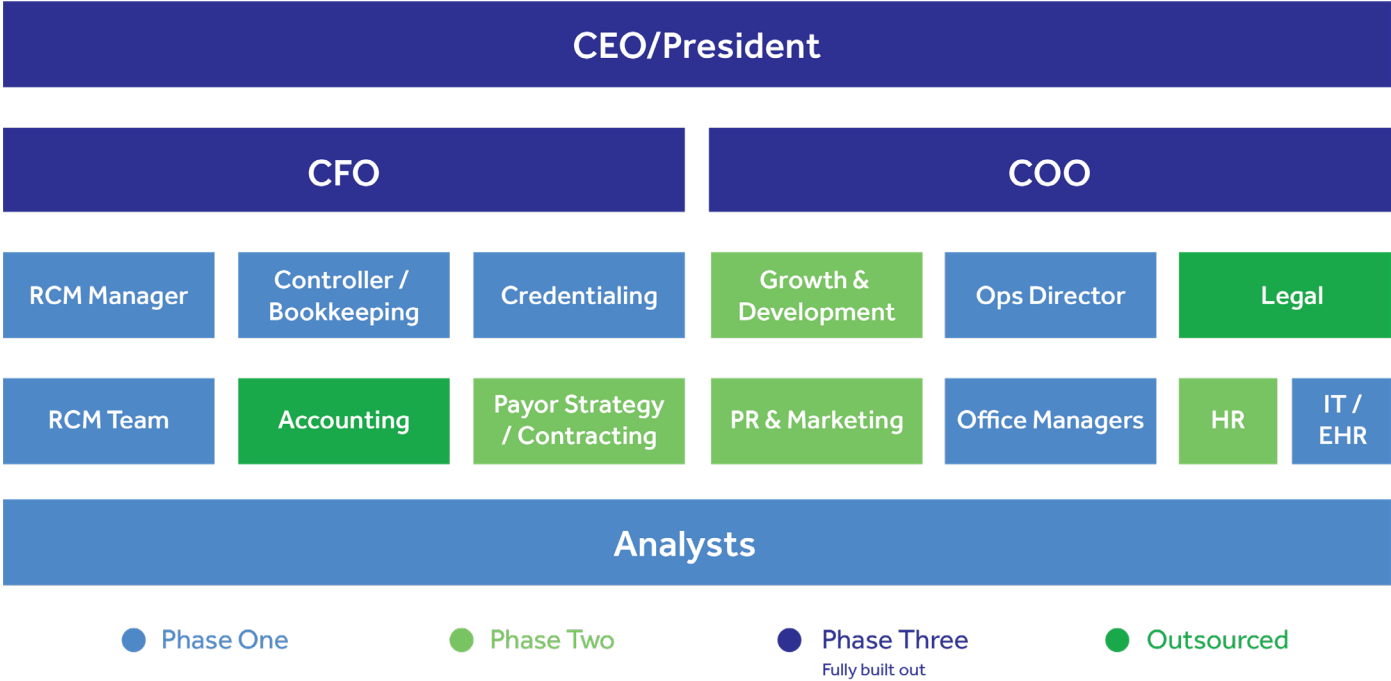 CEO/President
CFO
COO
RCM Manager
Controller /
Bookkeeping
Credentialing
Growth &
Development
Ops Director
Legal
RCM Team
Accounting
Payor Strategy
/ Contracting
PR & Marketing
Office Managers
HR
IT /
EHR
Analysts
Phase One
Phase Two
Phase Three
Fully built out
Outsourced